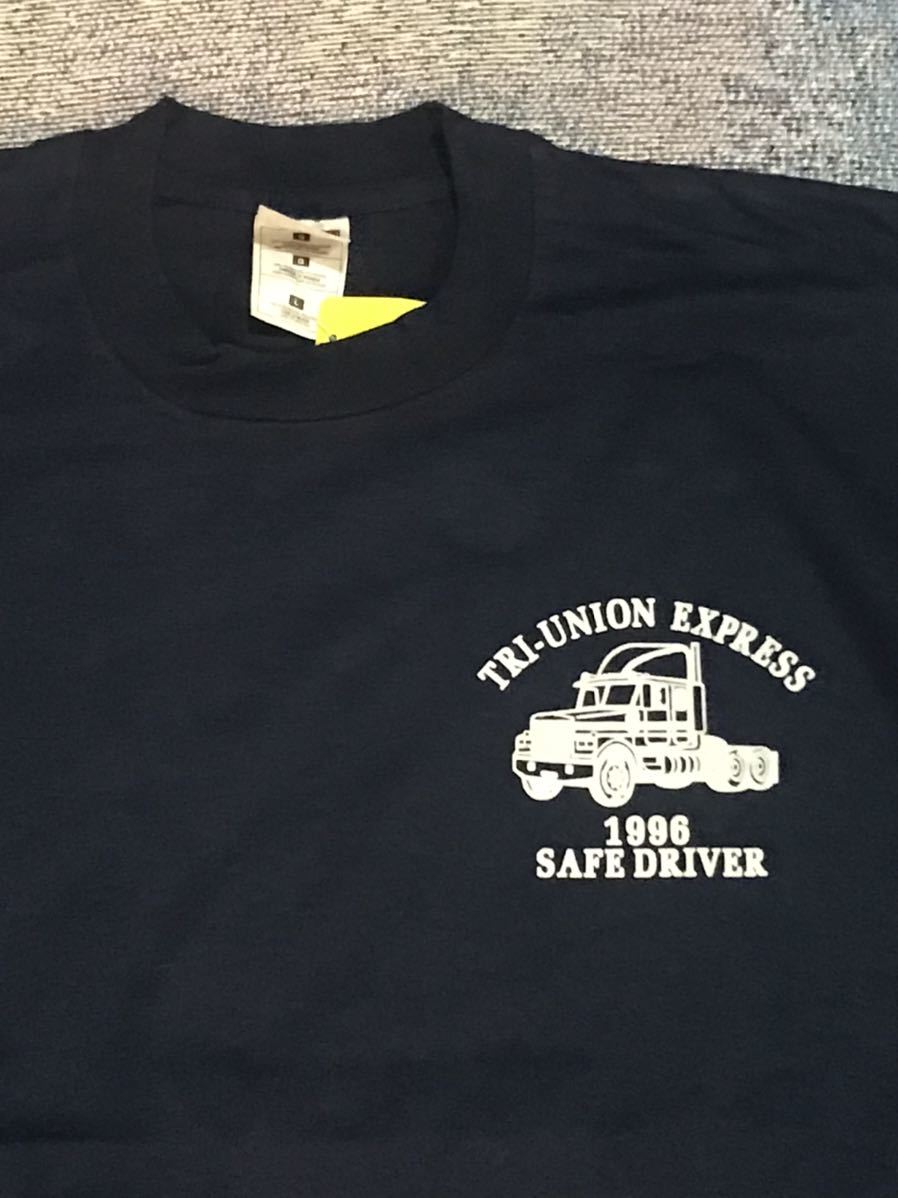 G
L
TRI-UNION EXPRESS
1996
SAFE DRIVER